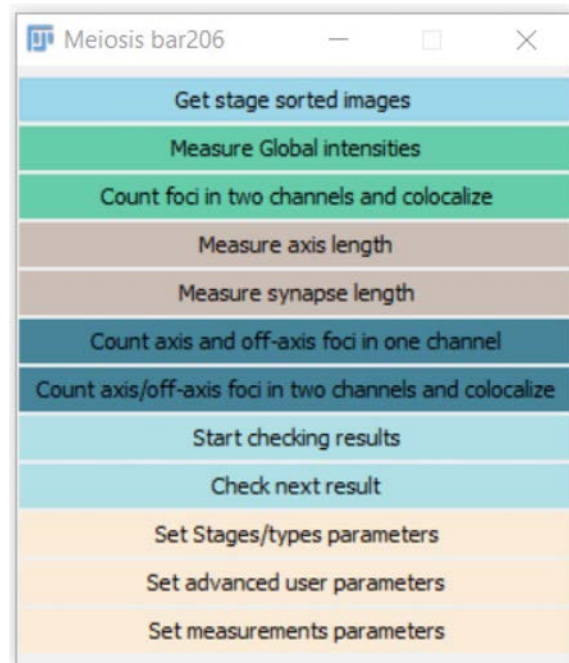 Meiosis bar206
Get stage sorted images
Measure Global intensities
Count foci in two channels and colocalize
Measure axis length
Measure synapse length
Count axis and off-axis foci in one channel
Count axis/off-axis foci in two channels and colocalize
Start checking results
Check next result
Set Stages/types parameters
Set advanced user parameters
Set measurements parameters